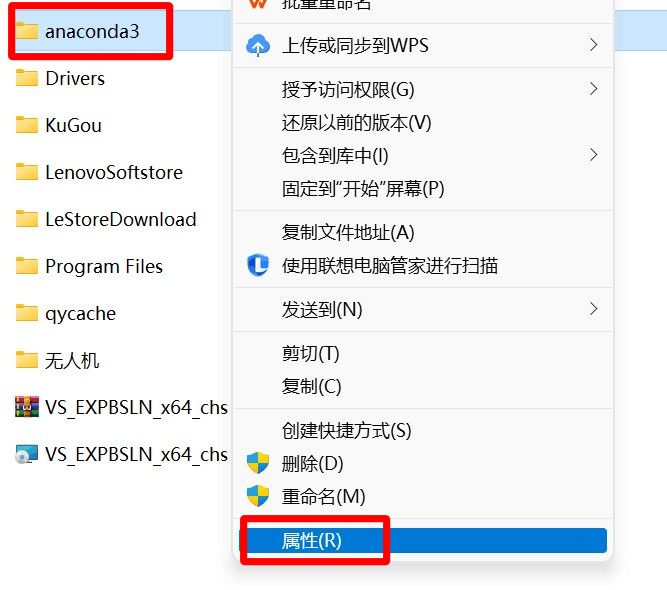 批量重命名
anaconda3
上传或同步到WPS
Drivers
授予访问权限(G)
KuGou
还原以前的版本(V)
包含到库中(I)
LenovoSoftstore
固定到“开始”屏幕(P)
LeStoreDownload
复制文件地址(A)
Program Files
使用联想电脑管家进行扫描
qycache
发送到(N)
无人机
剪切(T)
复制(C)
VS_EXPBSLN_x64_chs
创建快捷方式(S)
VS_EXPBSLN_x64_chs
删除(D)
重命名(M)
属性(R)